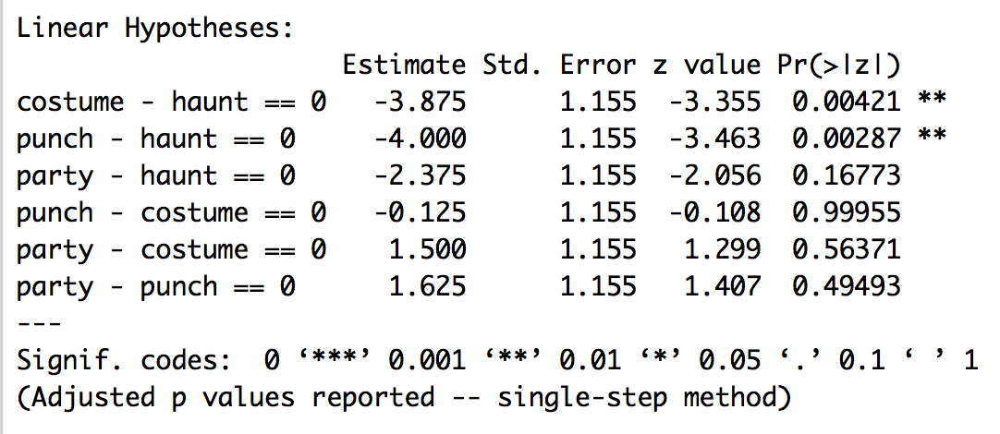 Linear Hypotheses:
                     Estimate Std. Error z value Pr(>|z|)
costume - haunt == 0   -3.875      1.155  -3.355  0.00421 **
punch - haunt == 0     -4.000      1.155  -3.463  0.00287 **
party - haunt == 0     -2.375      1.155  -2.056  0.16773
punch - costume == 0   -0.125      1.155  -0.108  0.99955
party - costume == 0    1.500      1.155   1.299  0.56371
party - punch == 0      1.625      1.155   1.407  0.49493
---
Signif. codes:  0 ‘***’ 0.001 ‘**’ 0.01 ‘*’ 0.05 ‘.’ 0.1 ‘ ’ 1
(Adjusted p values reported -- single-step method)